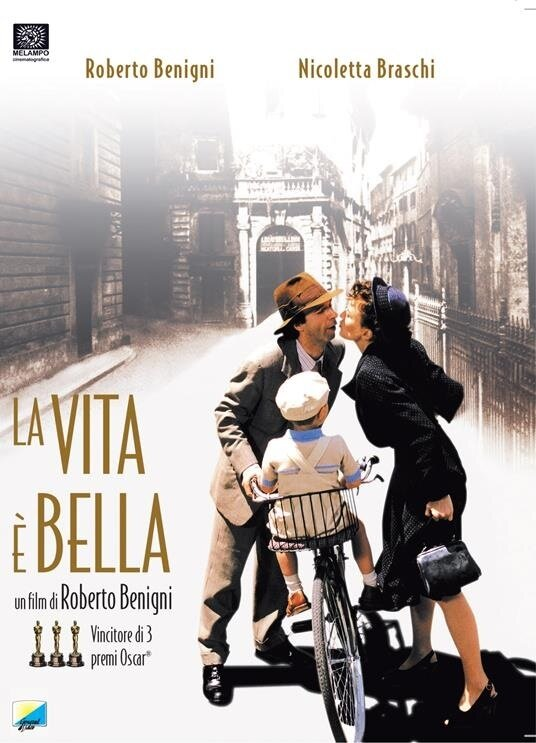 MELAMPO
cinematografica
Roberto Benigni
Nicoletta Braschi
LA VITA
È BELLA
un film di Roberto Benigni
Vincitore di 3
premi Oscar®